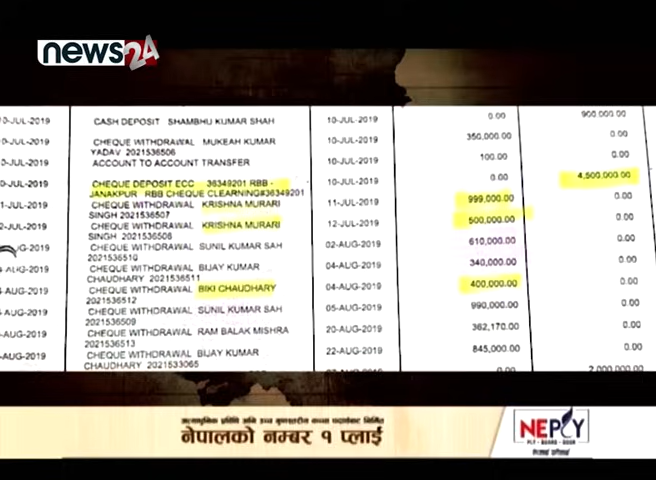 news24
0-JUL-2019 CASH DEPOSIT SHAMBHU KUMAR SHAH 10-JUL-2019 0.00 900,000.00
0-JUL-2019 CHEQUE WITHDRAWAL MUKEAH KUMAR 10-JUL-2019 350,000.00 0.00
YADAV 2021536506
0-JUL-2019 ACCOUNT TO ACCOUNT TRANSFER 10-JUL-2019 100.00 0.00
0-JUL-2019 CHEQUE DEPOSIT ECC 36349201 RBB - 10-JUL-2019 0.00 4,500,000.00
JANAKPUR RBB CHEQUE CLEARNING#36349201
1-JUL-2019 CHEQUE WITHDRAWAL KRISHNA MURARI 11-JUL-2019 999,000.00 0.00
SINGH 2021536507
2-JUL-2019 CHEQUE WITHDRAWAL KRISHNA MURARI 12-JUL-2019 500,000.00 0.00
SINGH 2021536508
UG-2019 CHEQUE WITHDRAWAL SUNIL KUMAR SAH 02-AUG-2019 610,000.00 0.00
2021536510
AUG-2019 CHEQUE WITHDRAWAL BIJAY KUMAR 04-AUG-2019 340,000.00 0.00
CHAUDHARY 2021536511
-AUG-2019 CHEQUE WITHDRAWAL BIKI CHAUDHARY 04-AUG-2019 400,000.00 0.00
2021536512
-AUG-2019 CHEQUE WITHDRAWAL SUNIL KUMAR SAH 05-AUG-2019 990,000.00 0.00
2021536509
-AUG-2019 CHEQUE WITHDRAWAL RAM BALAK MISHRA 20-AUG-2019 362,170.00 0.00
2021536513
-AUG-2019 CHEQUE WITHDRAWAL BIJAY KUMAR 22-AUG-2019 845,000.00 0.00
CHAUDHARY 2021533065
0.00 2,000,000.00
नेपालको नम्बर १ प्लाई
NEPLY
PLY - BOARD - DOOR